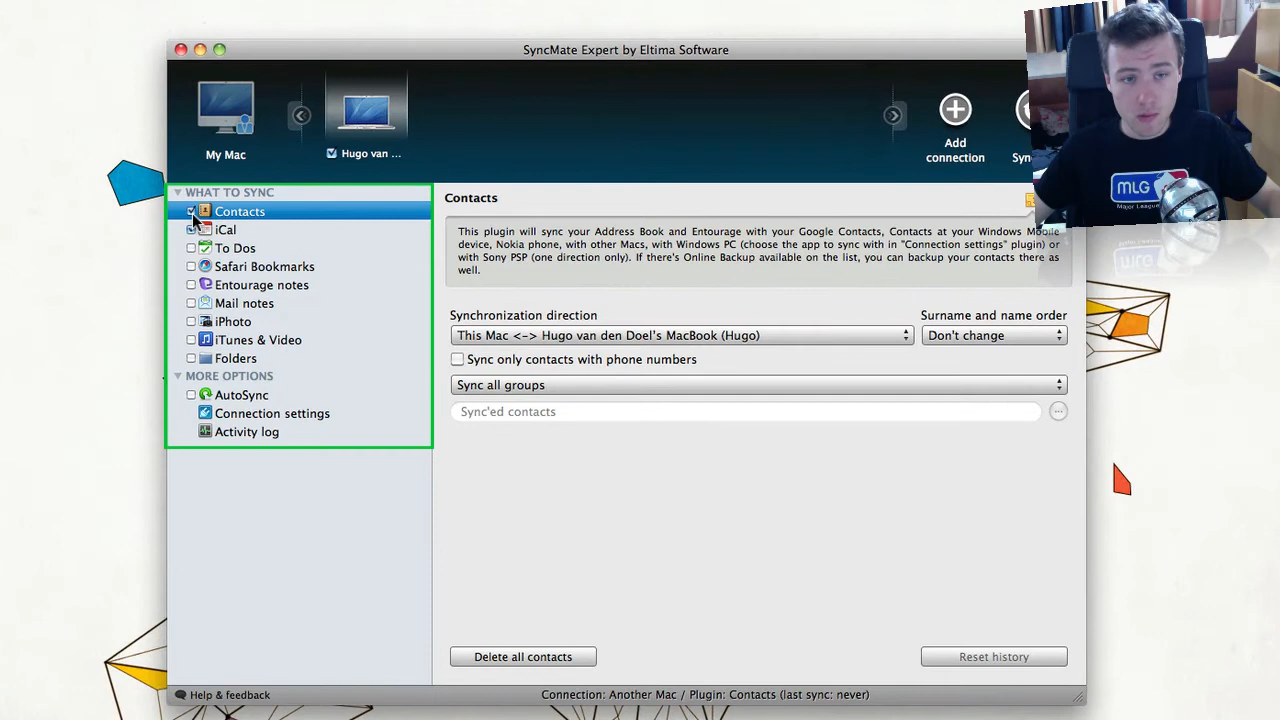 SyncMate Expert by Eltima Software
My Mac
Hugo van ...
Add
connection
WHAT TO SYNC
Contacts
iCal
To Dos
Safari Bookmarks
Entourage notes
Mail notes
iPhoto
iTunes & Video
Folders
MORE OPTIONS
AutoSync
Connection settings
Activity log
Contacts
This plugin will sync your Address Book and Entourage with your Google Contacts, Contacts at your Windows Mobile
device, Nokia phone, with other Macs, with Windows PC (choose the app to sync with in "Connection settings" plugin) or
with Sony PSP (one direction only). If there's Online Backup available on the list, you can backup your contacts there as
well.
Synchronization direction
Surname and name order
This Mac <-> Hugo van den Doel's MacBook (Hugo)
Don't change
Sync only contacts with phone numbers
Sync all groups
Sync'ed contacts
...
Delete all contacts
Reset history
Help & feedback
Connection: Another Mac / Plugin: Contacts (last sync: never)
MLG
Major League